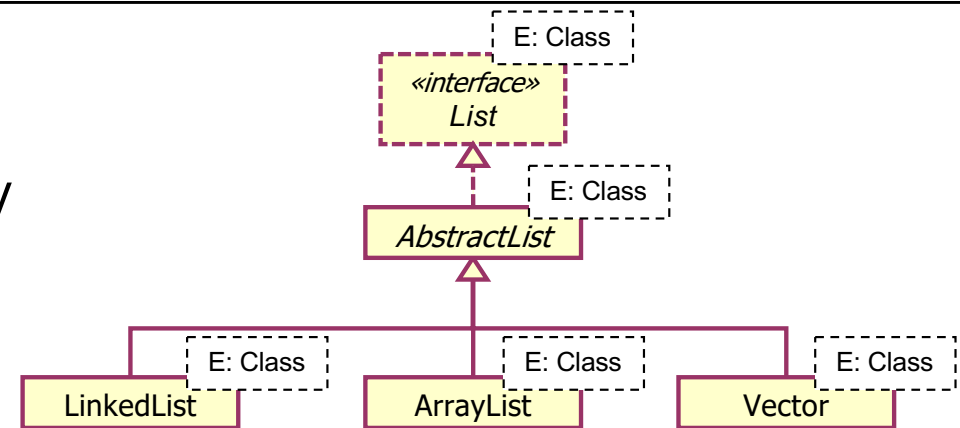 E: Class
«interface»
List
E: Class
y
AbstractList
E: Class
E: Class
E: Class
LinkedList
ArrayList
Vector